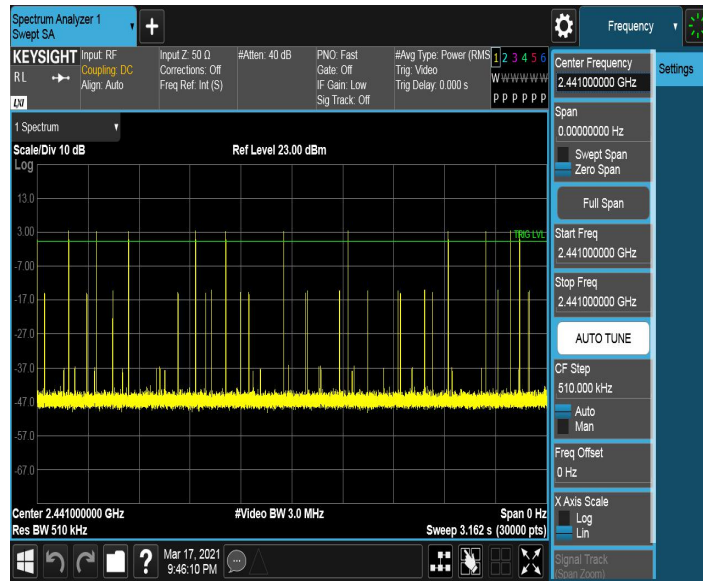 Spectrum Analyzer 1
Swept SA
+
Frequency
KEYSIGHT
RL
LXI
Input: RF
Coupling: DC
Align: Auto
Input Z: 50 Ω
Corrections: Off
Freq Ref: Int (S)
#Atten: 40 dB
PNO: Fast
Gate: Off
IF Gain: Low
Sig Track: Off
#Avg Type: Power (RMS
Trig: Video
Trig Delay: 0.000 s
1 2 3 4 5 6
W W W W W W
P P P P P P
1 Spectrum
Scale/Div 10 dB
Ref Level 23.00 dBm
Log
13.0
3.00
-7.00
-17.0
-27.0
-37.0
-47.0
-57.0
-67.0
TRIG LVL
Center 2.441000000 GHz
#Video BW 3.0 MHz
Span 0 Hz
Res BW 510 kHz
Sweep 3.162 s (30000 pts)
Mar 17, 2021
9:46:10 PM
?
Center Frequency
2.441000000 GHz
Settings
Span
0.00000000 Hz
Swept Span
Zero Span
Full Span
Start Freq
2.441000000 GHz
Stop Freq
2.441000000 GHz
AUTO TUNE
CF Step
510.000 kHz
Auto
Man
Freq Offset
0 Hz
X Axis Scale
Log
Lin
Signal Track
(Span Zoom)